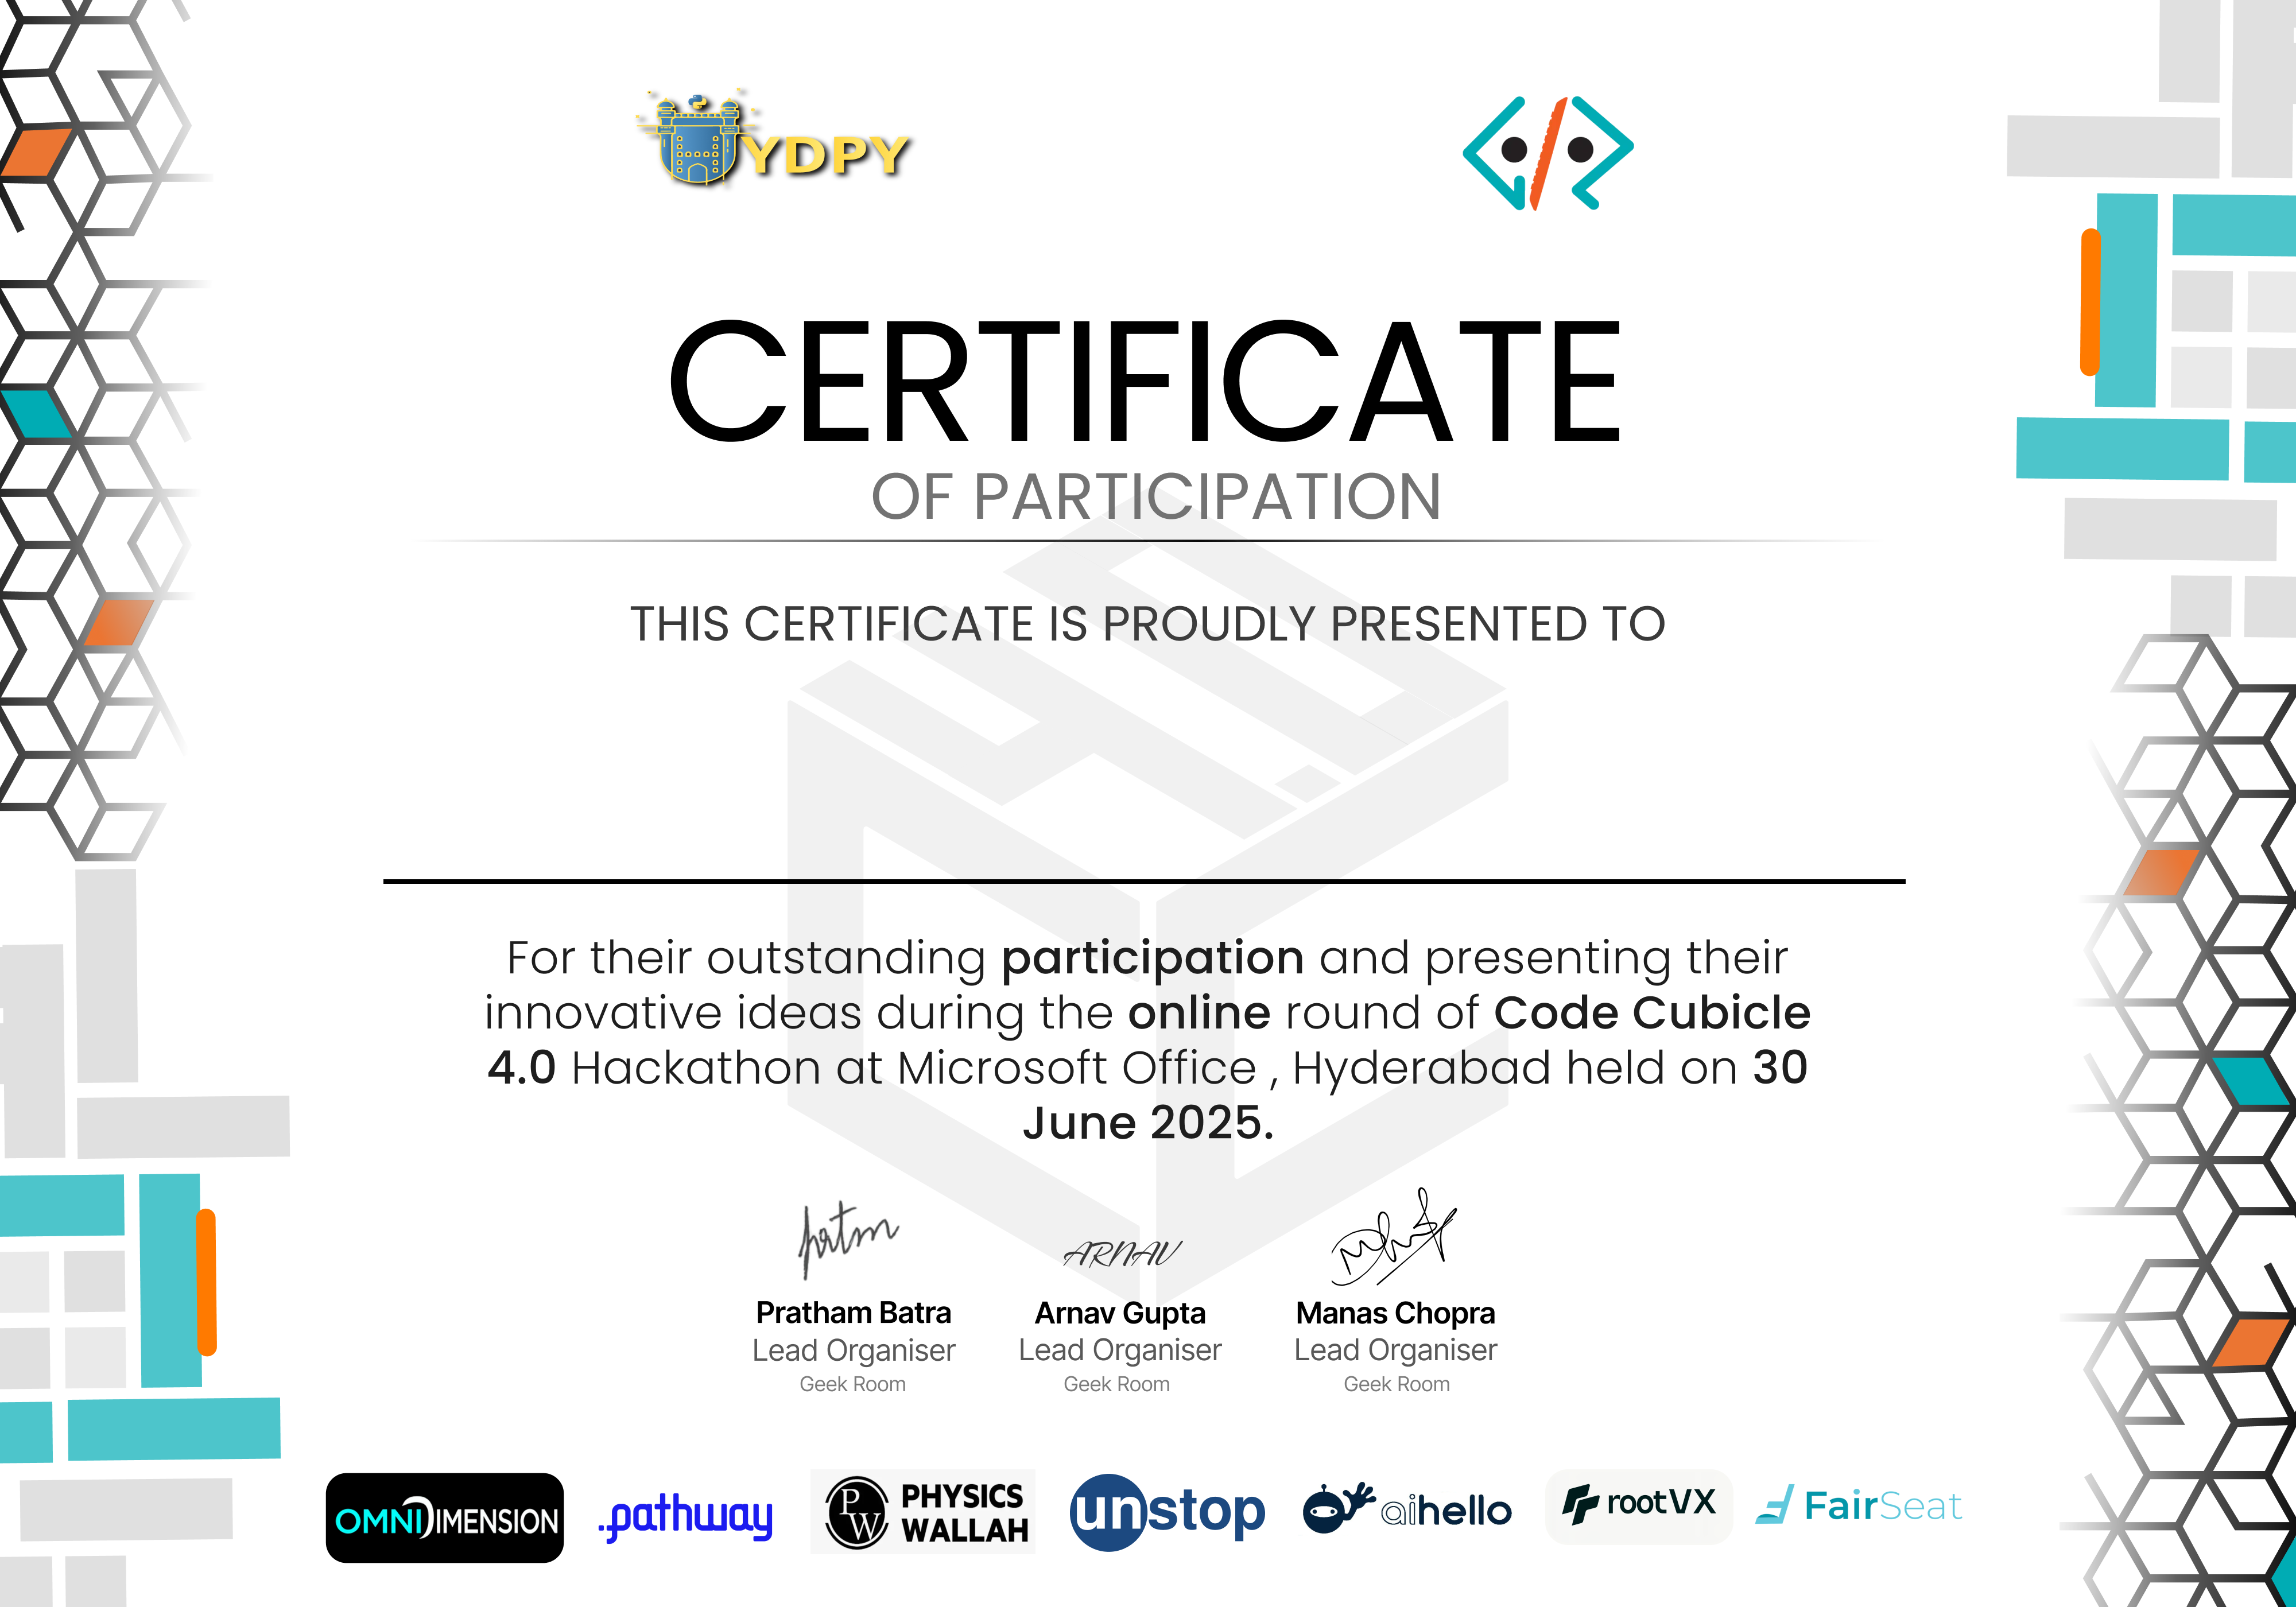 YDPY
CERTIFICATE
OF PARTICIPATION
THIS CERTIFICATE IS PROUDLY PRESENTED TO
For their outstanding participation and presenting their
innovative ideas during the online round of Code Cubicle
4.0 Hackathon at Microsoft Office , Hyderabad held on 30
June 2025.
ARNAV
Pratham Batra
Lead Organiser
Geek Room
Arnav Gupta
Lead Organiser
Geek Room
Manas Chopra
Lead Organiser
Geek Room
OMNIDIMENSION
.pathway
PW
PHYSICS
WALLAH
unstop
aihello
rootVX
FairSeat